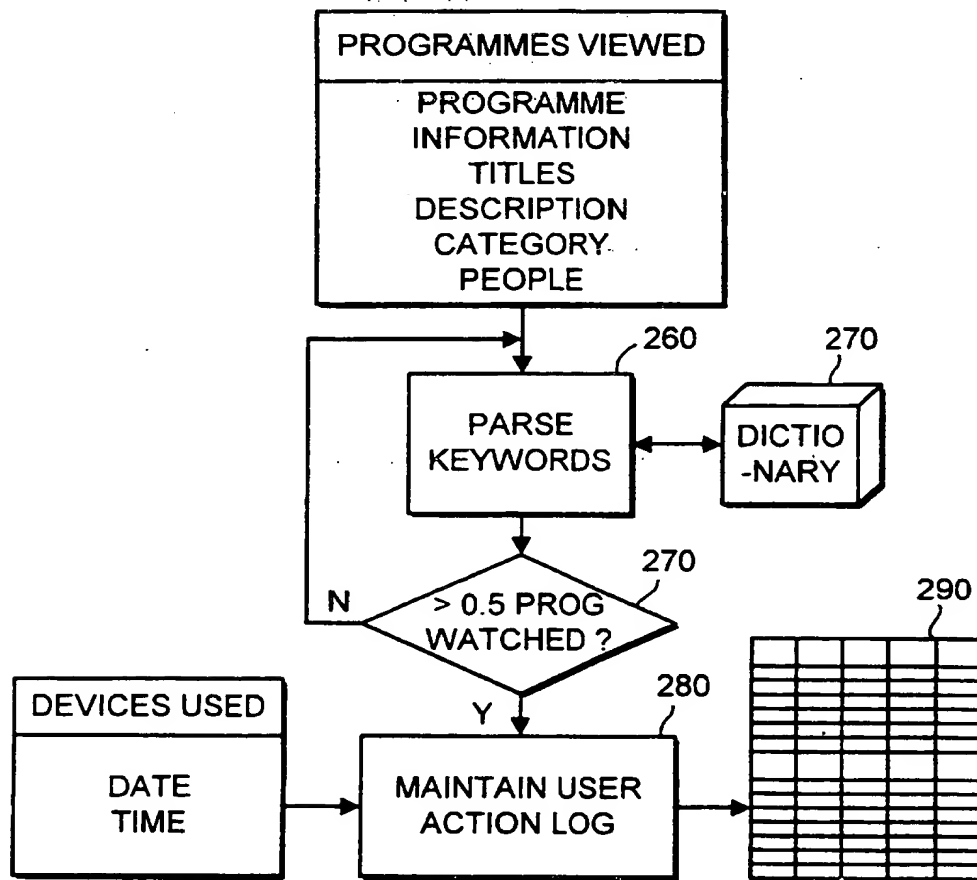 PROGRAMMES VIEWED
PROGRAMME
INFORMATION
TITLES
DESCRIPTION
CATEGORY
PEOPLE
260
270
PARSE
KEYWORDS
DICTIO
-NARY
270
N
> 0.5 PROG
WATCHED ?
290
DEVICES USED
Y
280
DATE
TIME
MAINTAIN USER
ACTION LOG